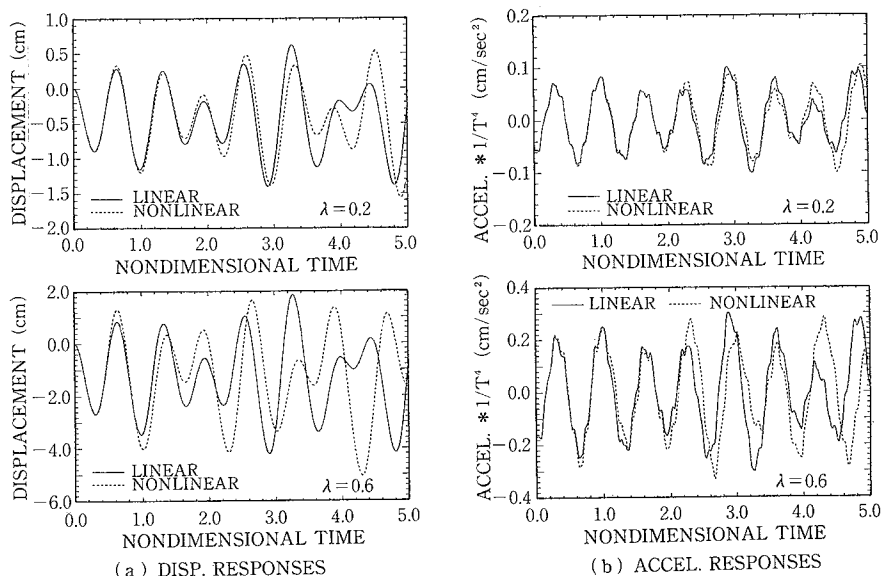 DISPLACEMENT (cm)
1.0
0.5
0.0
−0.5
−1.0
−1.5
−2.0
LINEAR
NONLINEAR
λ=0.2
0.0 1.0 2.0 3.0 4.0 5.0
NONDIMENSIONAL TIME
ACCEL. *1/T⁴ (cm/sec²)
0.2
0.1
0.0
−0.1
−0.2
LINEAR
NONLINEAR
λ=0.2
0.0 1.0 2.0 3.0 4.0 5.0
NONDIMENSIONAL TIME
DISPLACEMENT (cm)
2.0
0.0
−2.0
−4.0
−6.0
LINEAR
NONLINEAR
λ=0.6
0.0 1.0 2.0 3.0 4.0 5.0
NONDIMENSIONAL TIME
(a) DISP. RESPONSES
ACCEL. *1/T⁴ (cm/sec²)
0.4
0.2
0.0
−0.2
−0.4
LINEAR NONLINEAR
λ=0.6
0.0 1.0 2.0 3.0 4.0 5.0
NONDIMENSIONAL TIME
(b) ACCEL. RESPONSES